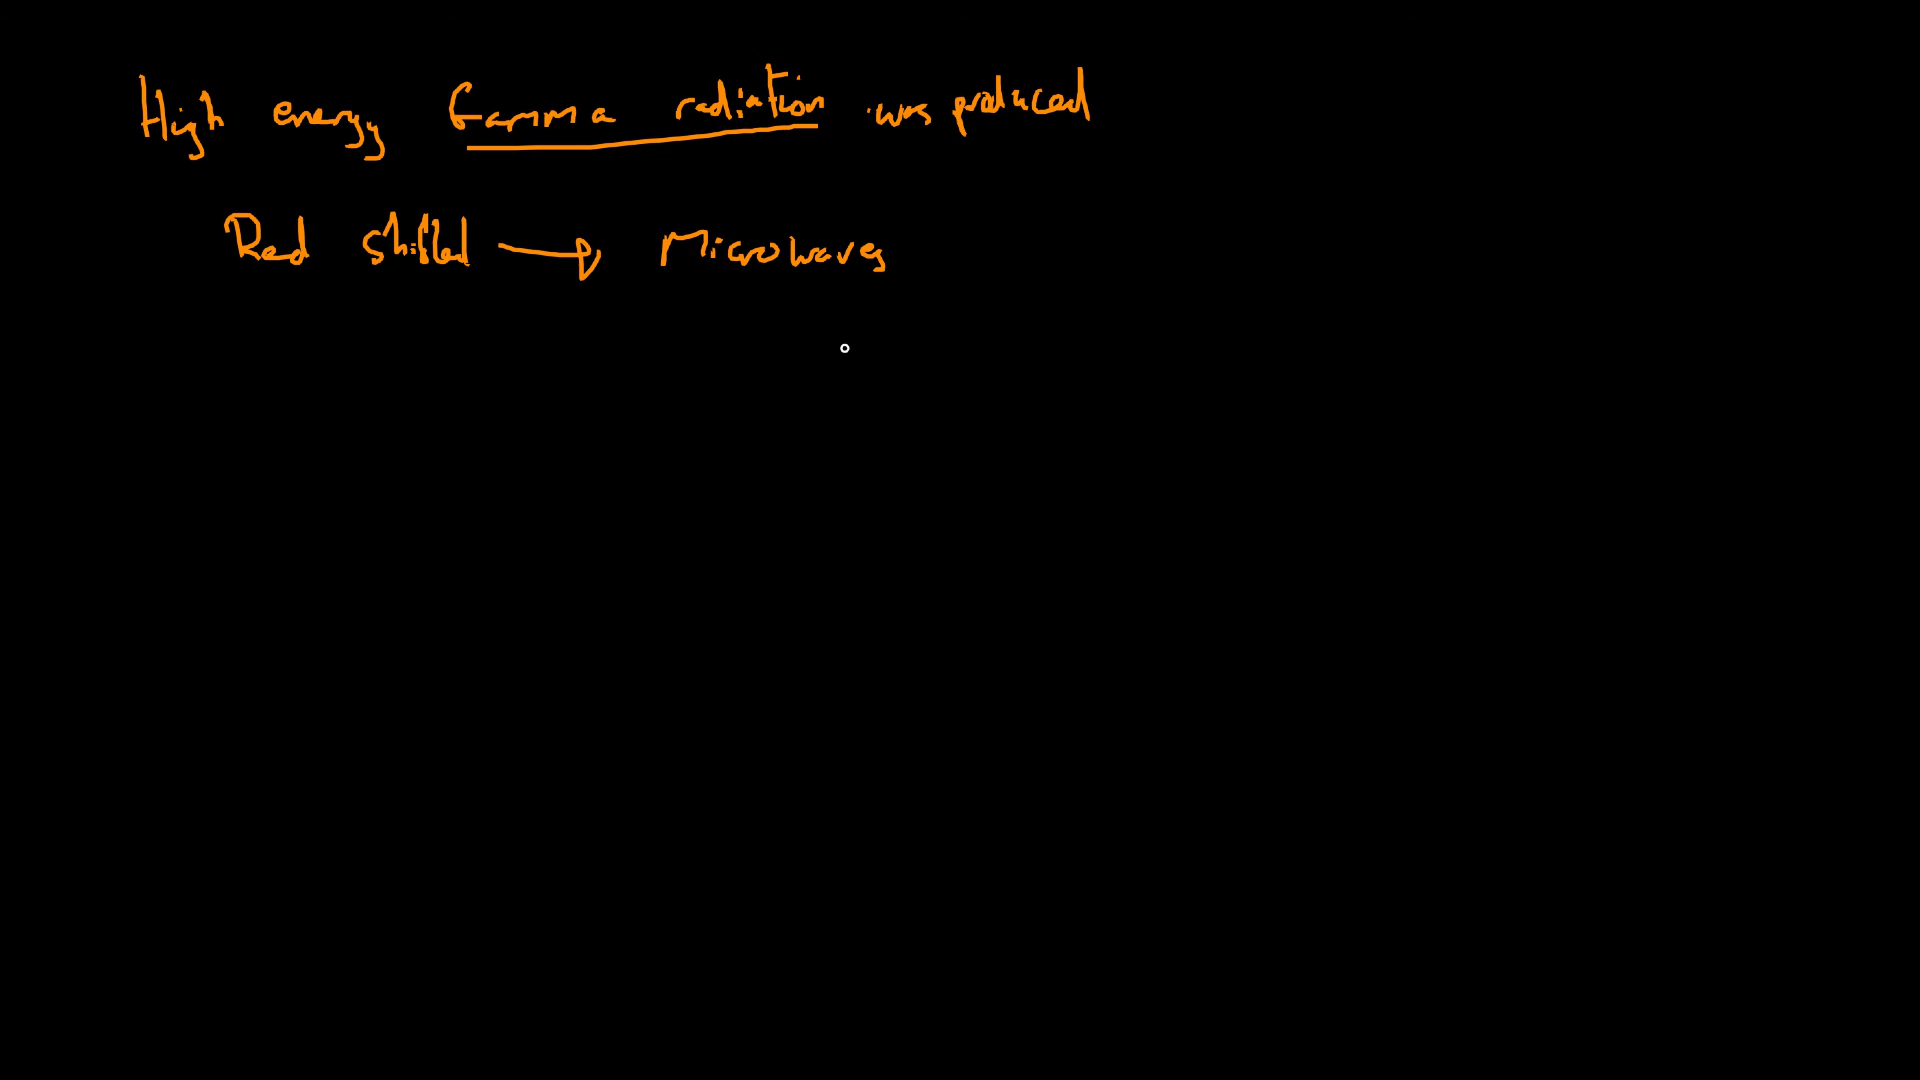 High energy Gamma radiation was produced
Red shifted → Microwaves